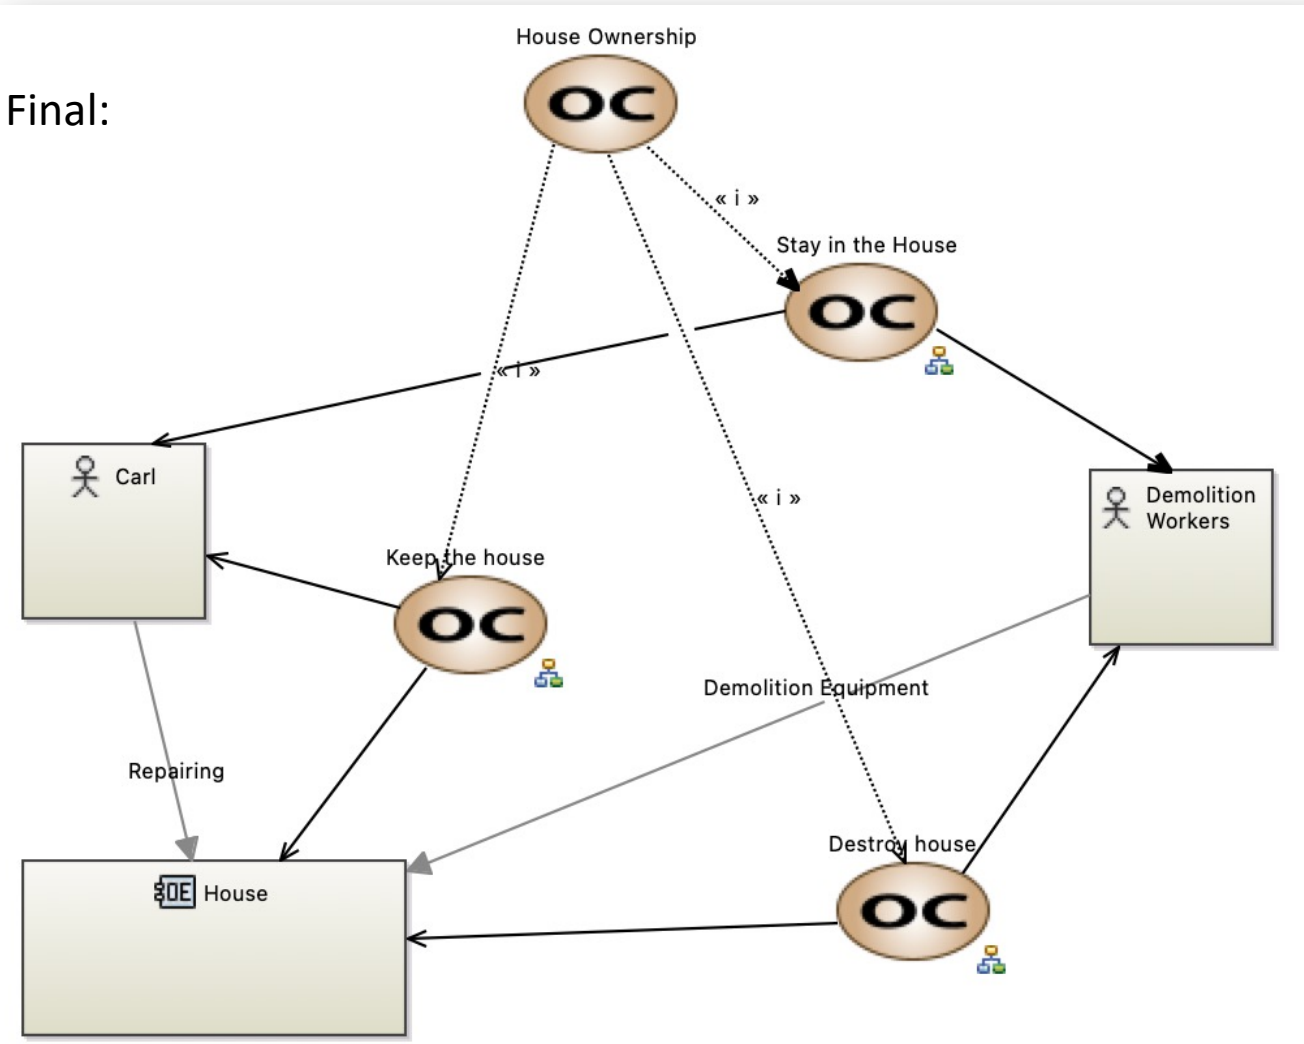 House Ownership
Final:
OC
« i »
Stay in the House
OC
« i »
Carl
Demolition
Workers
« i »
Keep the house
OC
Demolition Equipment
Repairing
Destroy house
OE House
OC